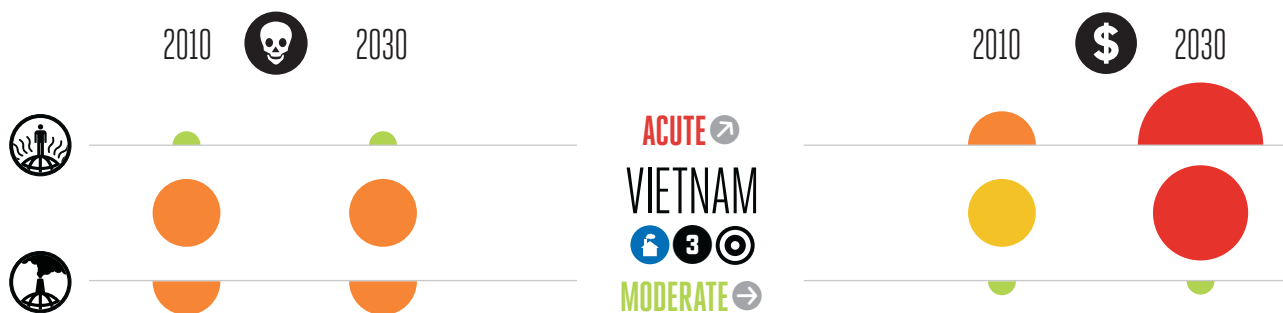 2010 2030 2010 $ 2030
ACUTE
VIETNAM
3
MODERATE